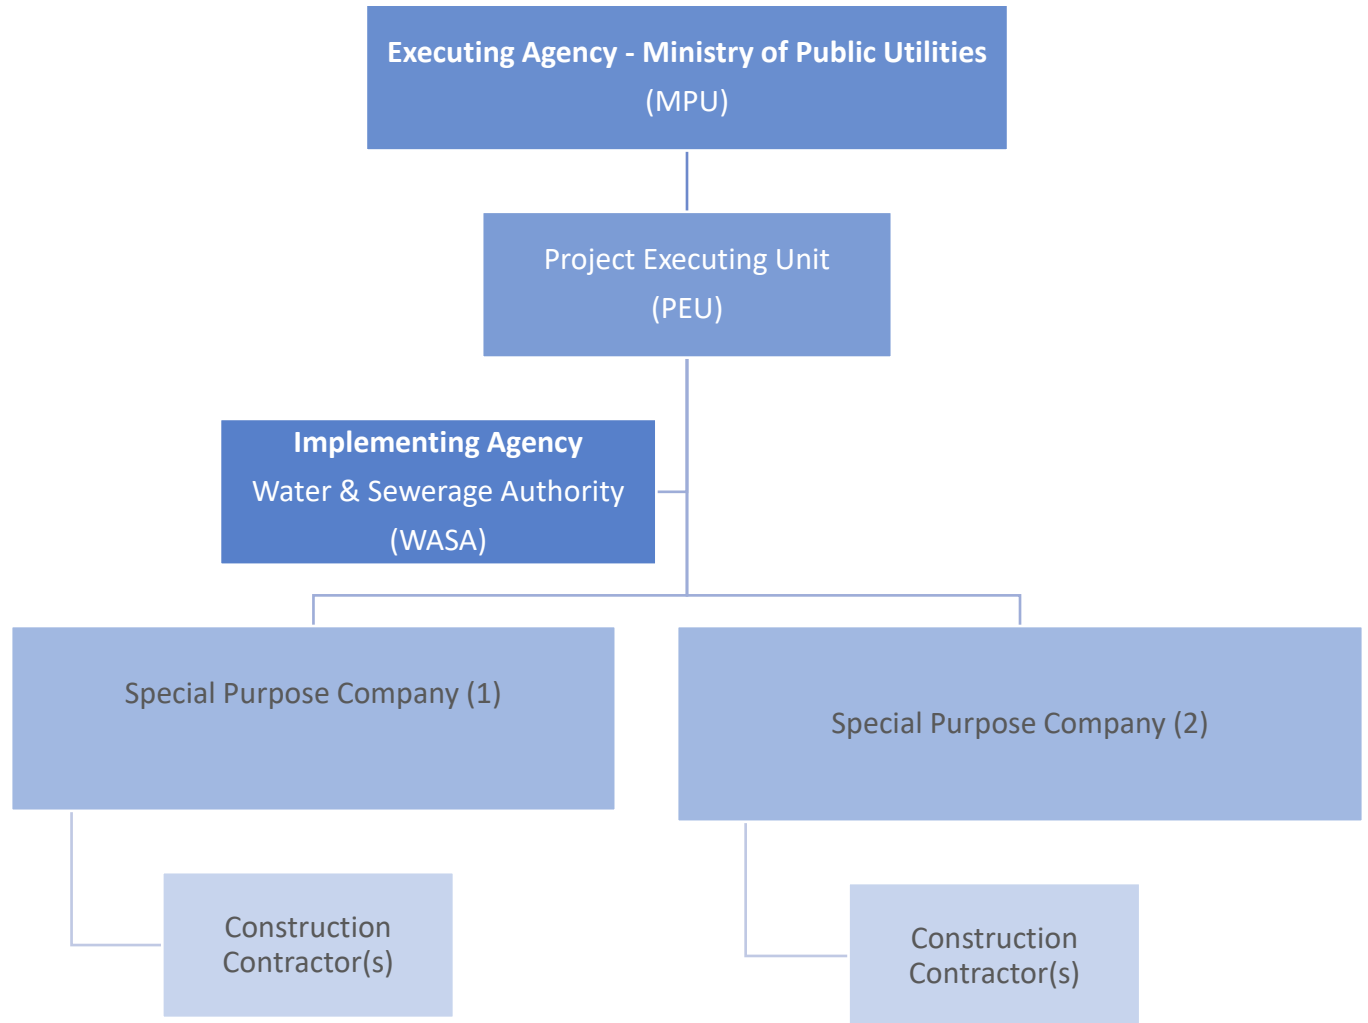 Executing Agency - Ministry of Public Utilities
(MPU)
Project Executing Unit
(PEU)
Implementing Agency
Water & Sewerage Authority
(WASA)
Special Purpose Company (1)
Special Purpose Company (2)
Construction
Contractor(s)
Construction
Contractor(s)